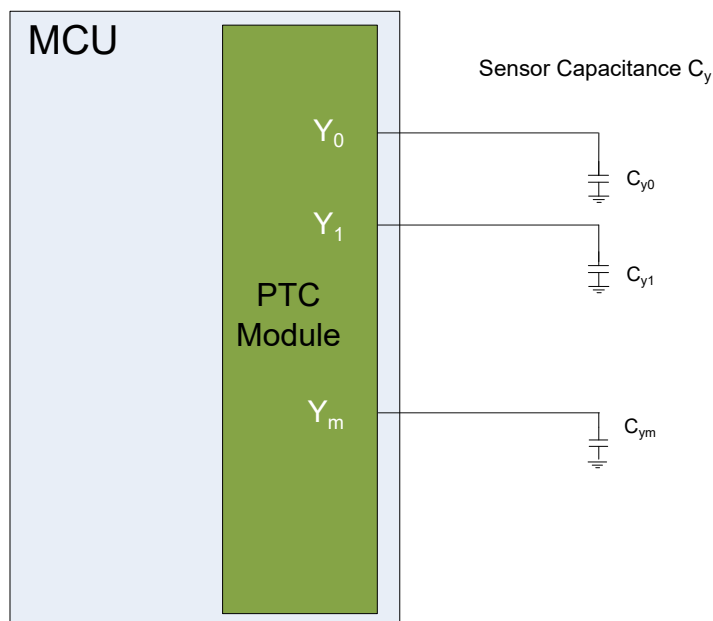 MCU
Sensor Capacitance Cy
Y0
Cy0
Y1
Cy1
PTC
Module
Ym
Cym